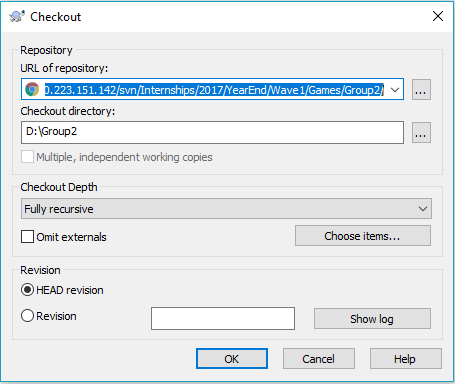 Checkout
Repository
URL of repository:
0.223.151.142/svn/Internships/2017/YearEnd/Wave1/Games/Group2/
...
Checkout directory:
D:\Group2
...
Multiple, independent working copies
Checkout Depth
Fully recursive
Omit externals
Choose items...
Revision
HEAD revision
Revision
Show log
OK
Cancel
Help